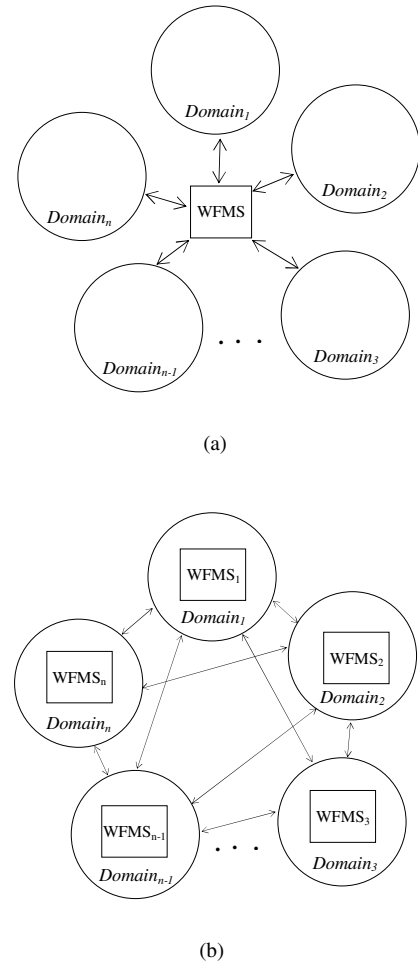 Domain₁
Domain₂
Domainₙ
WFMS
Domainₙ₋₁
. . .
Domain₃
(a)
WFMS₁
Domain₁
WFMS₂
Domain₂
WFMSₙ
Domainₙ
WFMSₙ₋₁
Domainₙ₋₁
. . .
WFMS₃
Domain₃
(b)